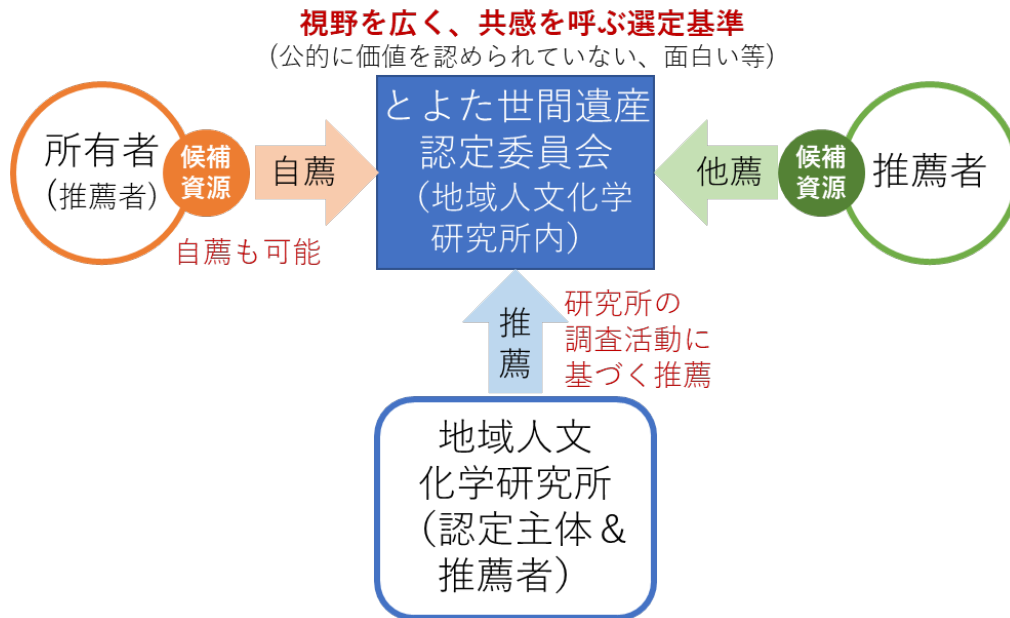 視野を広く、共感を呼ぶ選定基準
(公的に価値を認められていない、面白い等)
所有者
(推薦者)
候補
資源
自薦
自薦も可能
とよた世間遺産
認定委員会
(地域人文化学
研究所内)
他薦
候補
資源
推薦者
推
薦
研究所の
調査活動に
基づく推薦
地域人文
化学研究所
(認定主体&
推薦者)